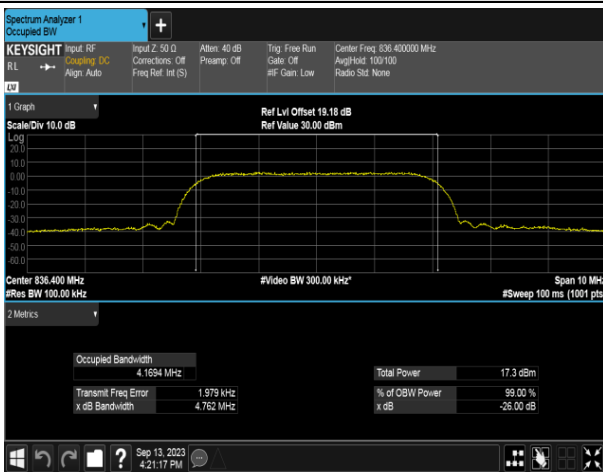 Spectrum Analyzer 1
Occupied BW
+
KEYSIGHT Input: RF Input Z: 50 Ω Atten: 40 dB Trig: Free Run Center Freq: 836.400000 MHz
RL Coupling: DC Corrections: Off Preamp: Off Gate: Off Avg|Hold: 100/100
Align: Auto Freq Ref: Int (S) #IF Gain: Low Radio Std: None
LXI
1 Graph Ref Lvl Offset 19.18 dB
Scale/Div 10.0 dB Ref Value 30.00 dBm
Log
20.0
10.0
0.00
-10.0
-20.0
-30.0
-40.0
-50.0
-60.0
Center 836.400 MHz #Video BW 300.00 kHz* Span 10 MHz
#Res BW 100.00 kHz #Sweep 100 ms (1001 pts)
2 Metrics
Occupied Bandwidth
4.1694 MHz Total Power 17.3 dBm
Transmit Freq Error 1.979 kHz % of OBW Power 99.00 %
x dB Bandwidth 4.762 MHz x dB -26.00 dB
? Sep 13, 2023
4:21:17 PM